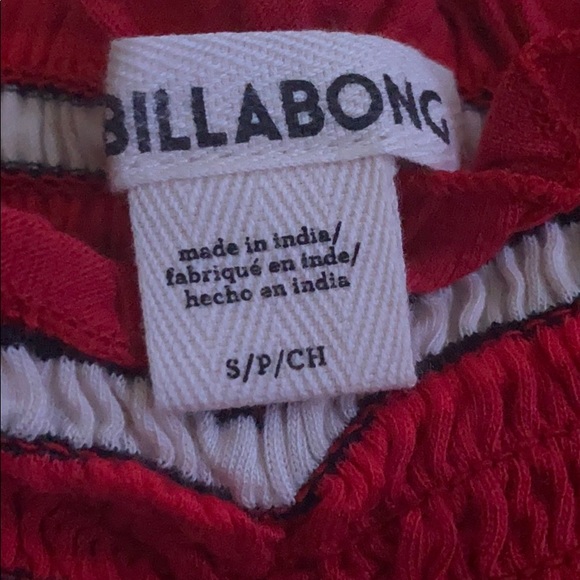 BILLABONG
made in india/
fabriqué en inde/
hecho en india
S/P/CH